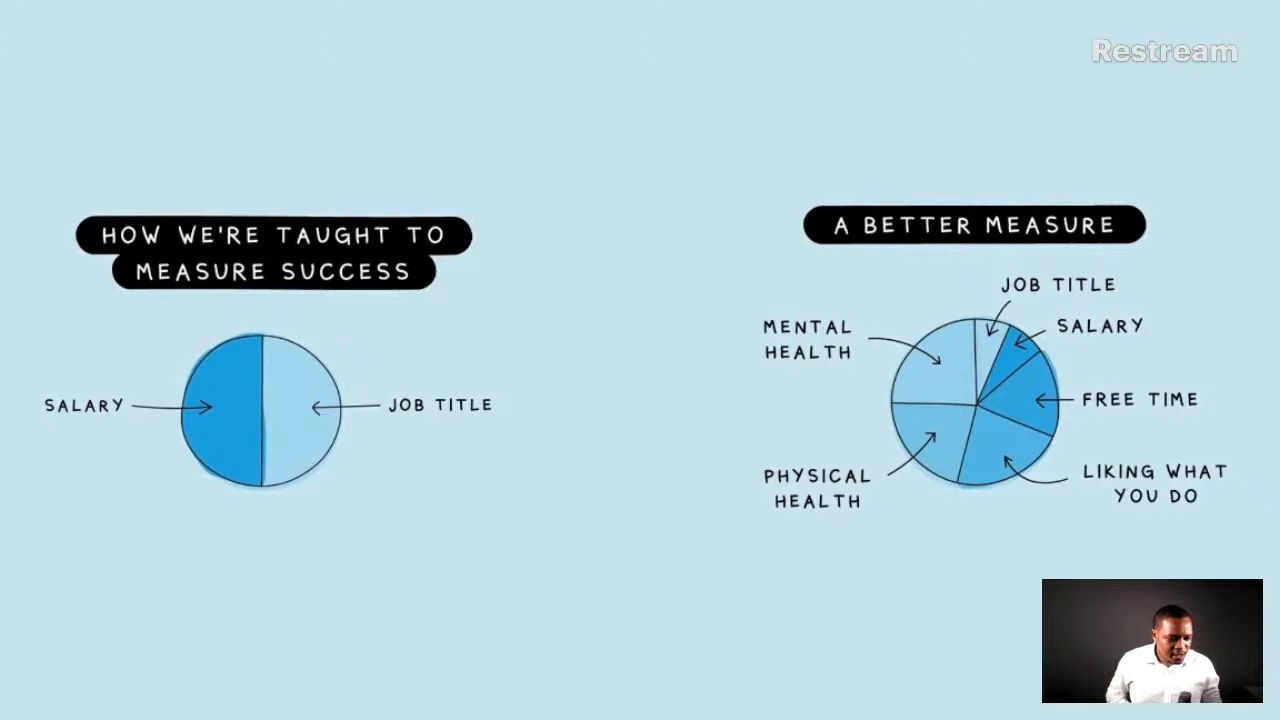 Restream
HOW WE'RE TAUGHT TO
MEASURE SUCCESS
SALARY
JOB TITLE
A BETTER MEASURE
JOB TITLE
MENTAL
HEALTH
SALARY
FREE TIME
PHYSICAL
HEALTH
LIKING WHAT
YOU DO